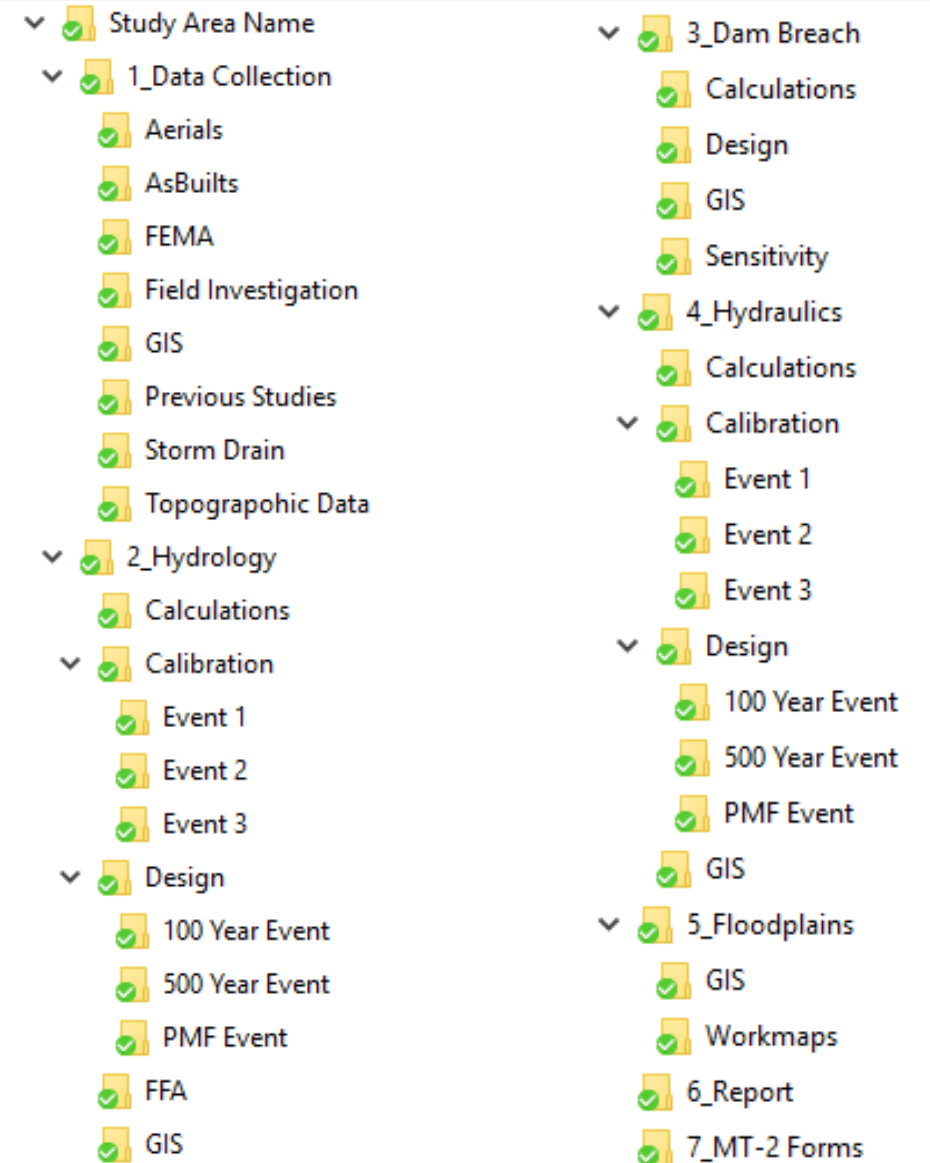 Study Area Name
1_Data Collection
Aerials
AsBuilts
FEMA
Field Investigation
GIS
Previous Studies
Storm Drain
Topograpohic Data
2_Hydrology
Calculations
Calibration
Event 1
Event 2
Event 3
Design
100 Year Event
500 Year Event
PMF Event
FFA
GIS
3_Dam Breach
Calculations
Design
GIS
Sensitivity
4_Hydraulics
Calculations
Calibration
Event 1
Event 2
Event 3
Design
100 Year Event
500 Year Event
PMF Event
GIS
5_Floodplains
GIS
Workmaps
6_Report
7_MT-2 Forms